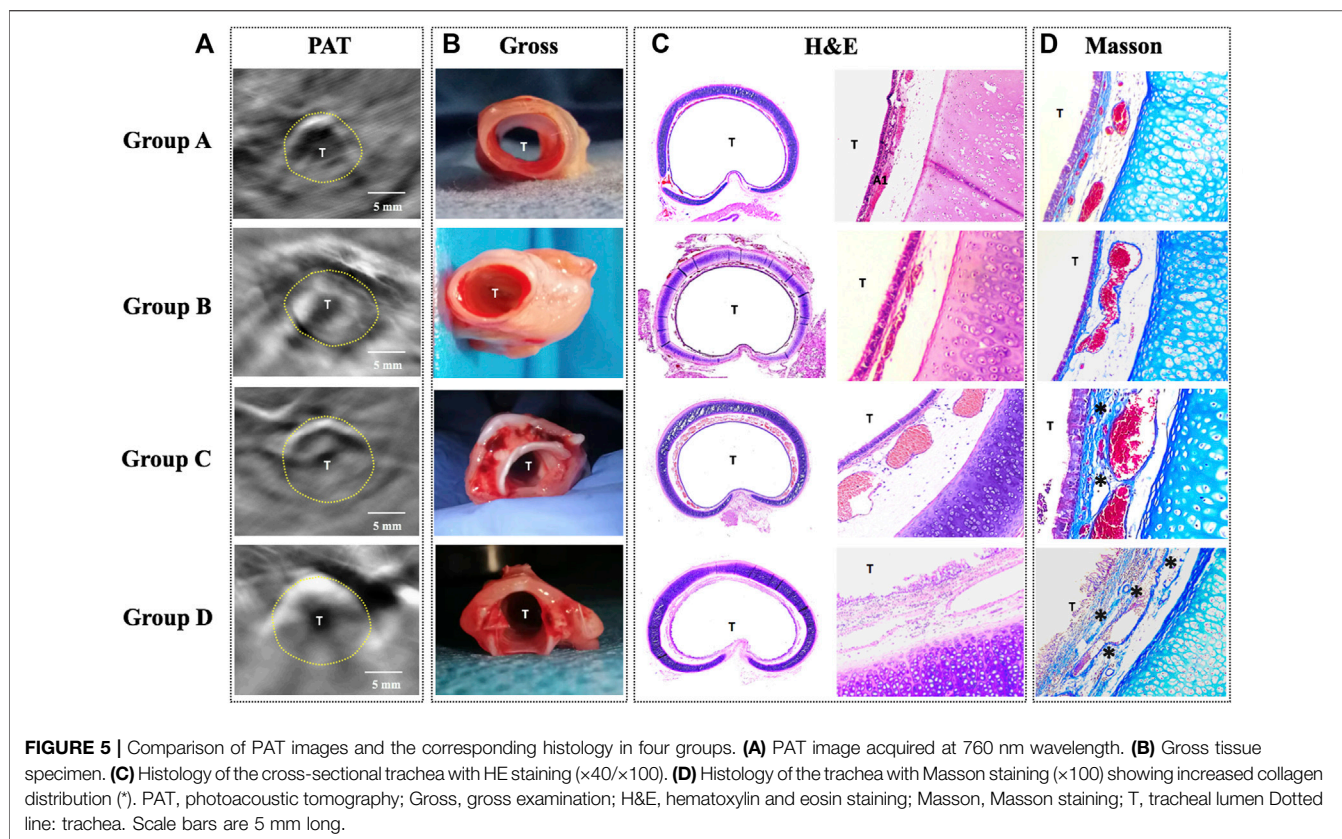 A PAT B Gross C H&E D Masson
Group A T 5 mm T T T A1 T
Group B T 5 mm T T T T
Group C T 5 mm T T T T * *
Group D T 5 mm T T T T * * * *
FIGURE 5 | Comparison of PAT images and the corresponding histology in four groups. (A) PAT image acquired at 760 nm wavelength. (B) Gross tissue
specimen. (C) Histology of the cross-sectional trachea with HE staining (×40/×100). (D) Histology of the trachea with Masson staining (×100) showing increased collagen
distribution (*). PAT, photoacoustic tomography; Gross, gross examination; H&E, hematoxylin and eosin staining; Masson, Masson staining; T, tracheal lumen Dotted
line: trachea. Scale bars are 5 mm long.